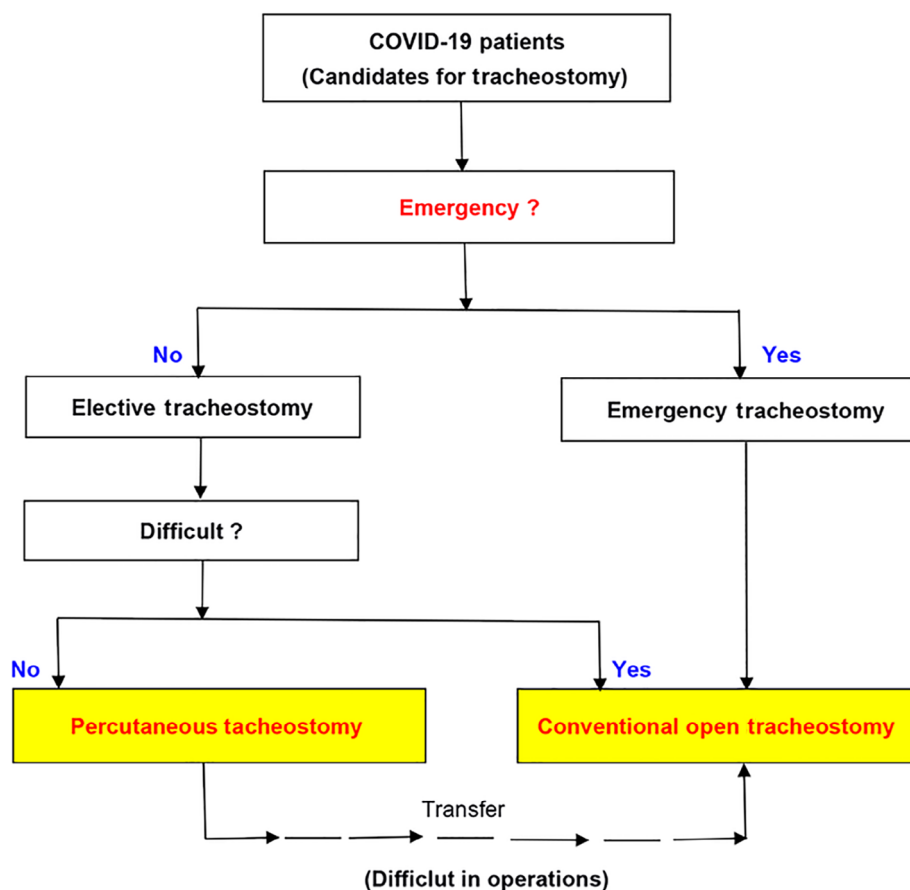 COVID-19 patients
(Candidates for tracheostomy)
Emergency ?
No
Yes
Elective tracheostomy
Emergency tracheostomy
Difficult ?
No
Yes
Percutaneous tacheostomy
Conventional open tracheostomy
Transfer
(Difficlut in operations)